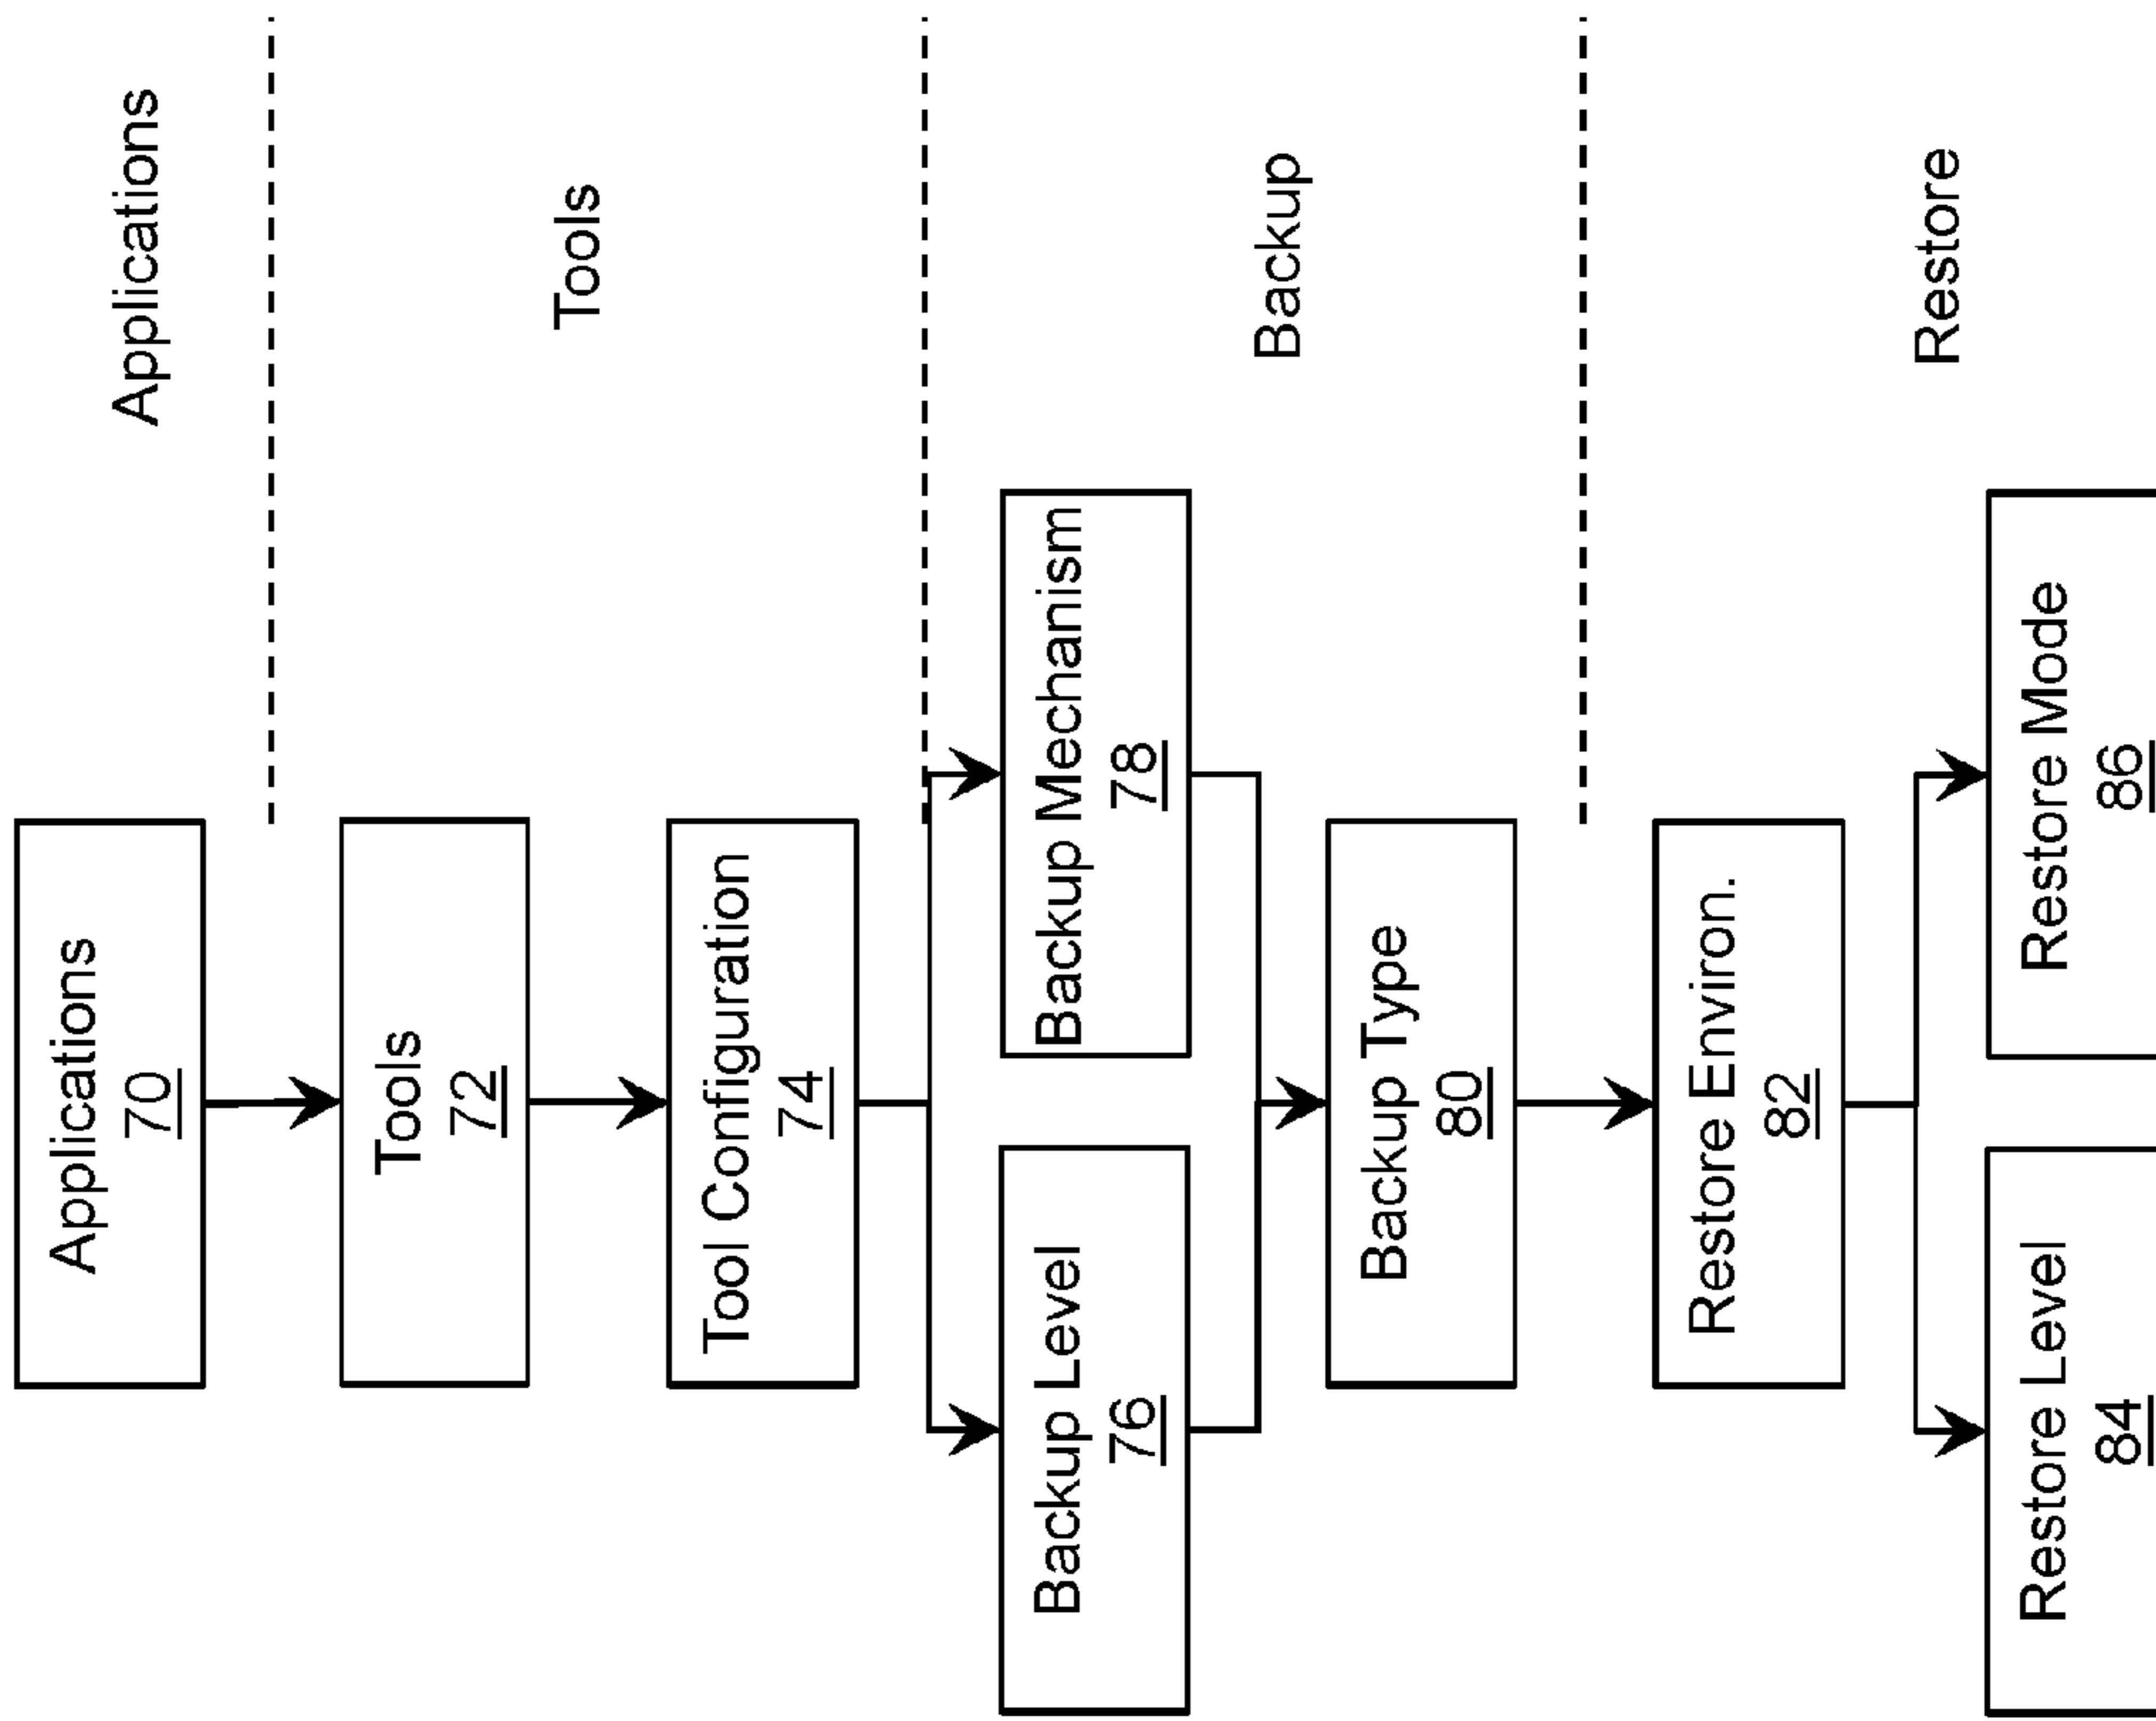 Applications
70
Applications
Tools
72
Tools
Tool Configuration
74
Backup Level
76
Backup Mechanism
78
Backup
Backup Type
80
Restore Environ.
82
Restore
Restore Level
84
Restore Mode
86